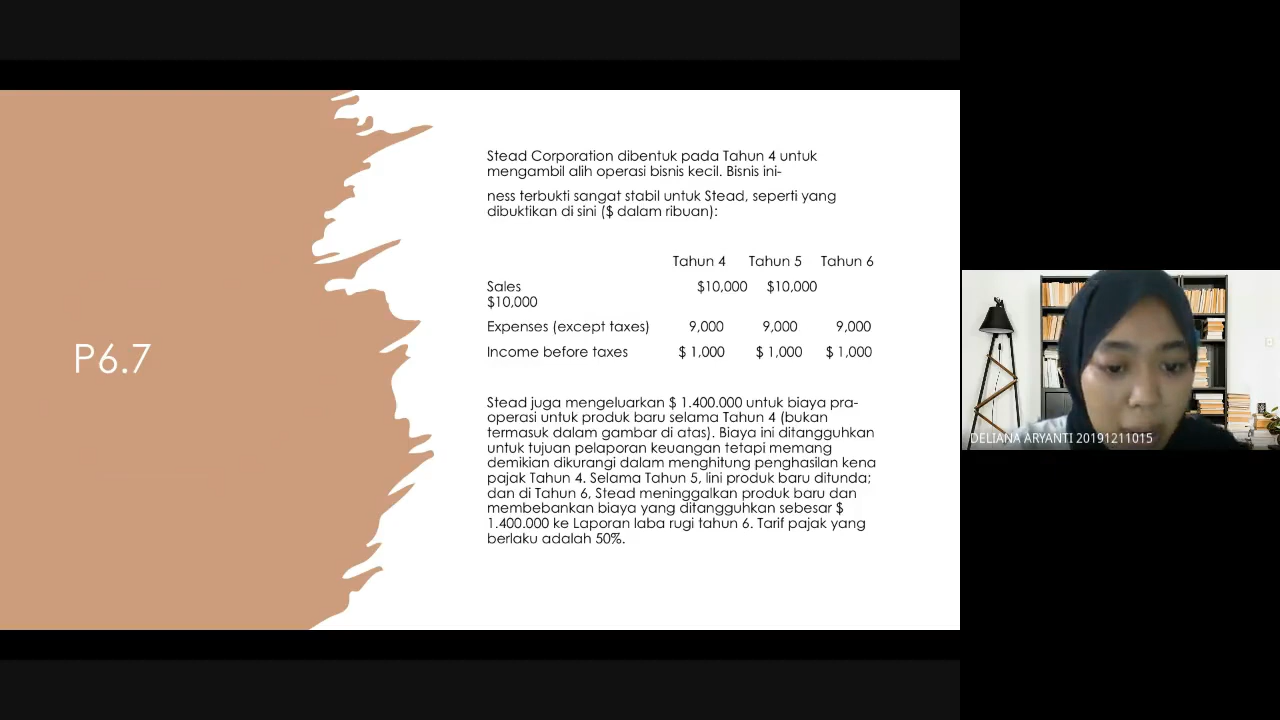 P6.7
Stead Corporation dibentuk pada Tahun 4 untuk
mengambil alih operasi bisnis kecil. Bisnis ini-
ness terbukti sangat stabil untuk Stead, seperti yang
dibuktikan di sini ($ dalam ribuan):
Tahun 4 Tahun 5 Tahun 6
Sales $10,000 $10,000
$10,000
Expenses (except taxes) 9,000 9,000 9,000
Income before taxes $ 1,000 $ 1,000 $ 1,000
Stead juga mengeluarkan $ 1.400.000 untuk biaya pra-
operasi untuk produk baru selama Tahun 4 (bukan
termasuk dalam gambar di atas). Biaya ini ditangguhkan
untuk tujuan pelaporan keuangan tetapi memang
demikian dikurangi dalam menghitung penghasilan kena
pajak Tahun 4. Selama Tahun 5, lini produk baru ditunda;
dan di Tahun 6, Stead meninggalkan produk baru dan
membebankan biaya yang ditangguhkan sebesar $
1.400.000 ke Laporan laba rugi tahun 6. Tarif pajak yang
berlaku adalah 50%.
DELIANA ARYANTI 20191211015